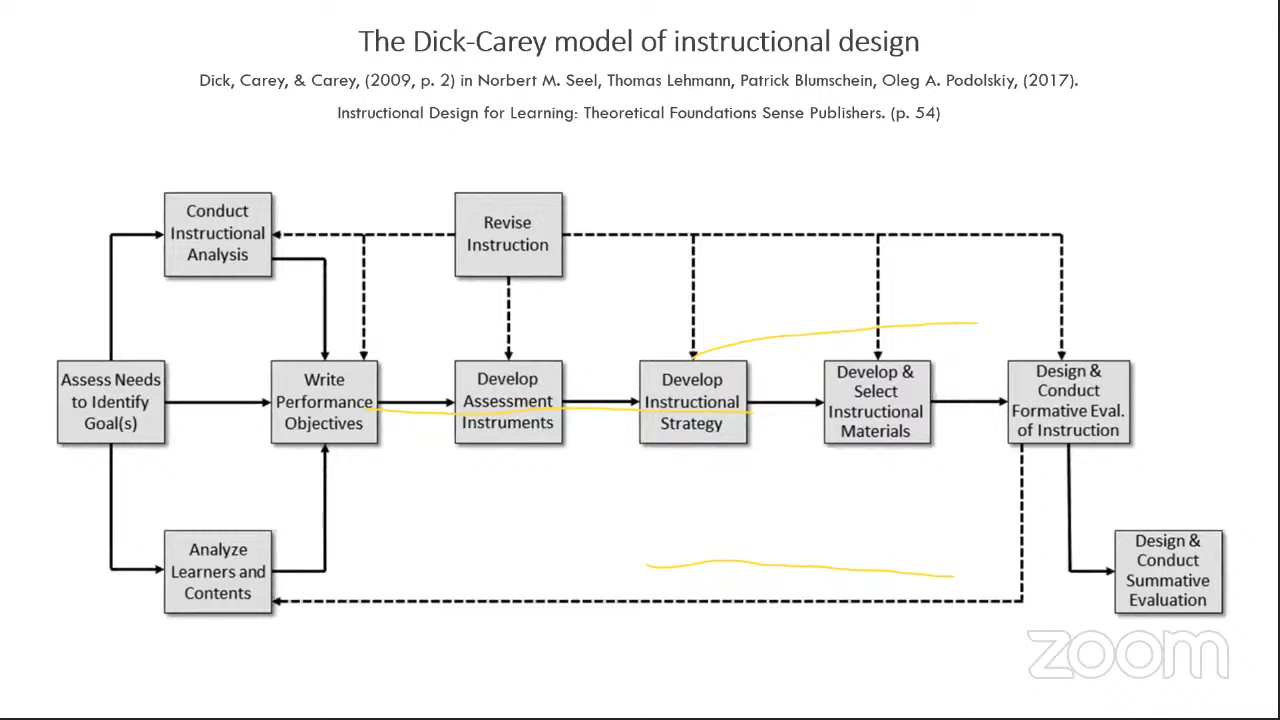 The Dick-Carey model of instructional design
Dick, Carey, & Carey, (2009, p. 2) in Norbert M. Seel, Thomas Lehmann, Patrick Blumschein, Oleg A. Podolskiy, (2017).
Instructional Design for Learning: Theoretical Foundations Sense Publishers. (p. 54)
Conduct
Instructional
Analysis
Revise
Instruction
Assess Needs
to Identify
Goal(s)
Write
Performance
Objectives
Develop
Assessment
Instruments
Develop
Instructional
Strategy
Develop &
Select
Instructional
Materials
Design &
Conduct
Formative Eval.
of Instruction
Analyze
Learners and
Contents
Design &
Conduct
Summative
Evaluation
zoom